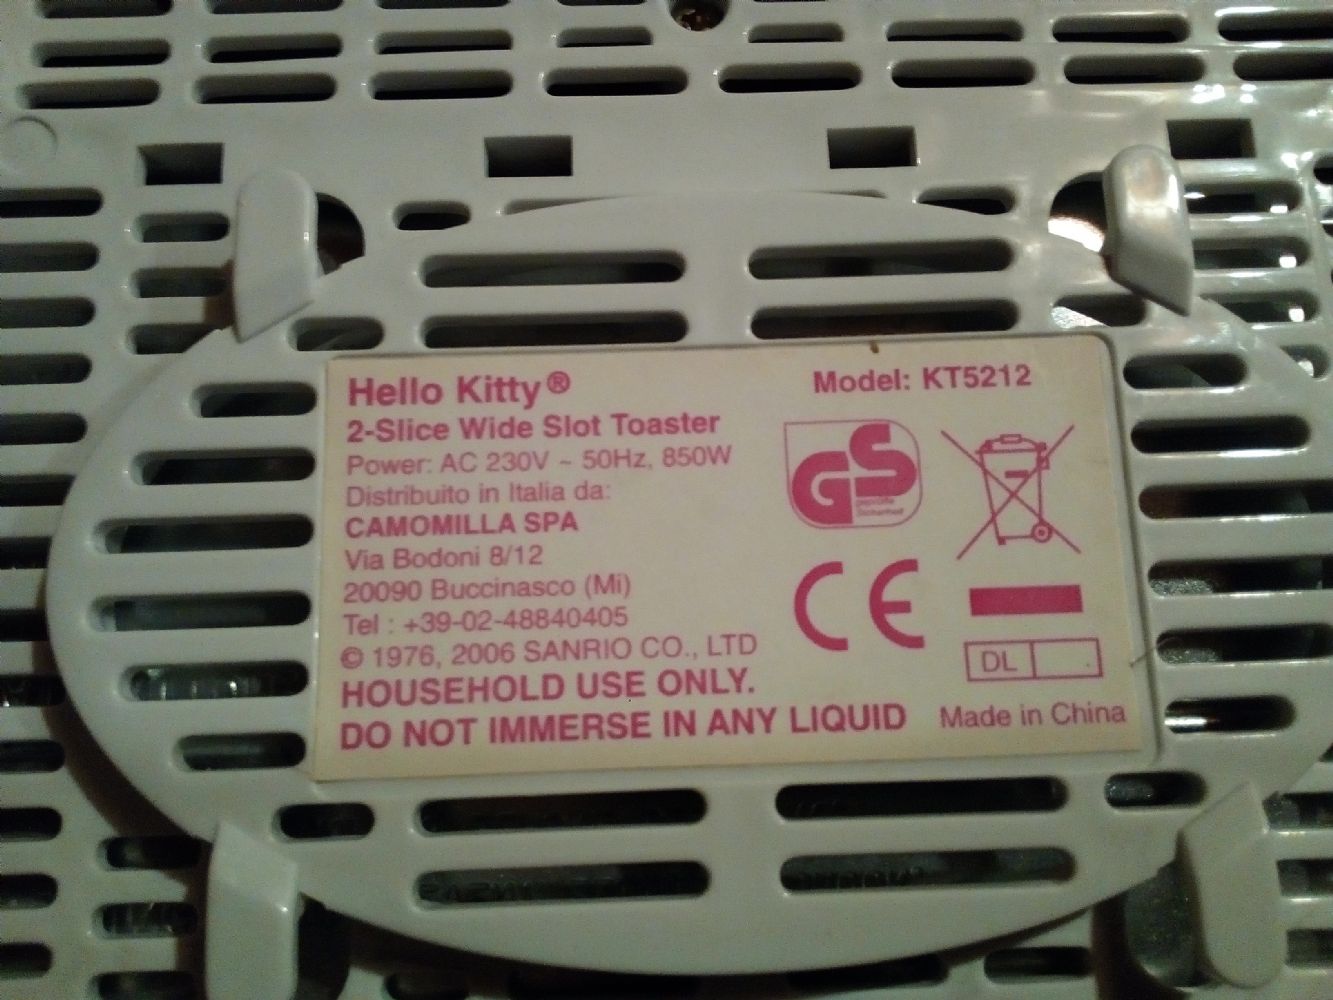 Hello Kitty®
2-Slice Wide Slot Toaster
Power: AC 230V ~ 50Hz, 850W
Distribuito in Italia da:
CAMOMILLA SPA
Via Bodoni 8/12
20090 Buccinasco (Mi)
Tel : +39-02-48840405
© 1976, 2006 SANRIO CO., LTD
HOUSEHOLD USE ONLY.
DO NOT IMMERSE IN ANY LIQUID
Model: KT5212
GS
geprüfte
Sicherheit
CE
DL
Made in China